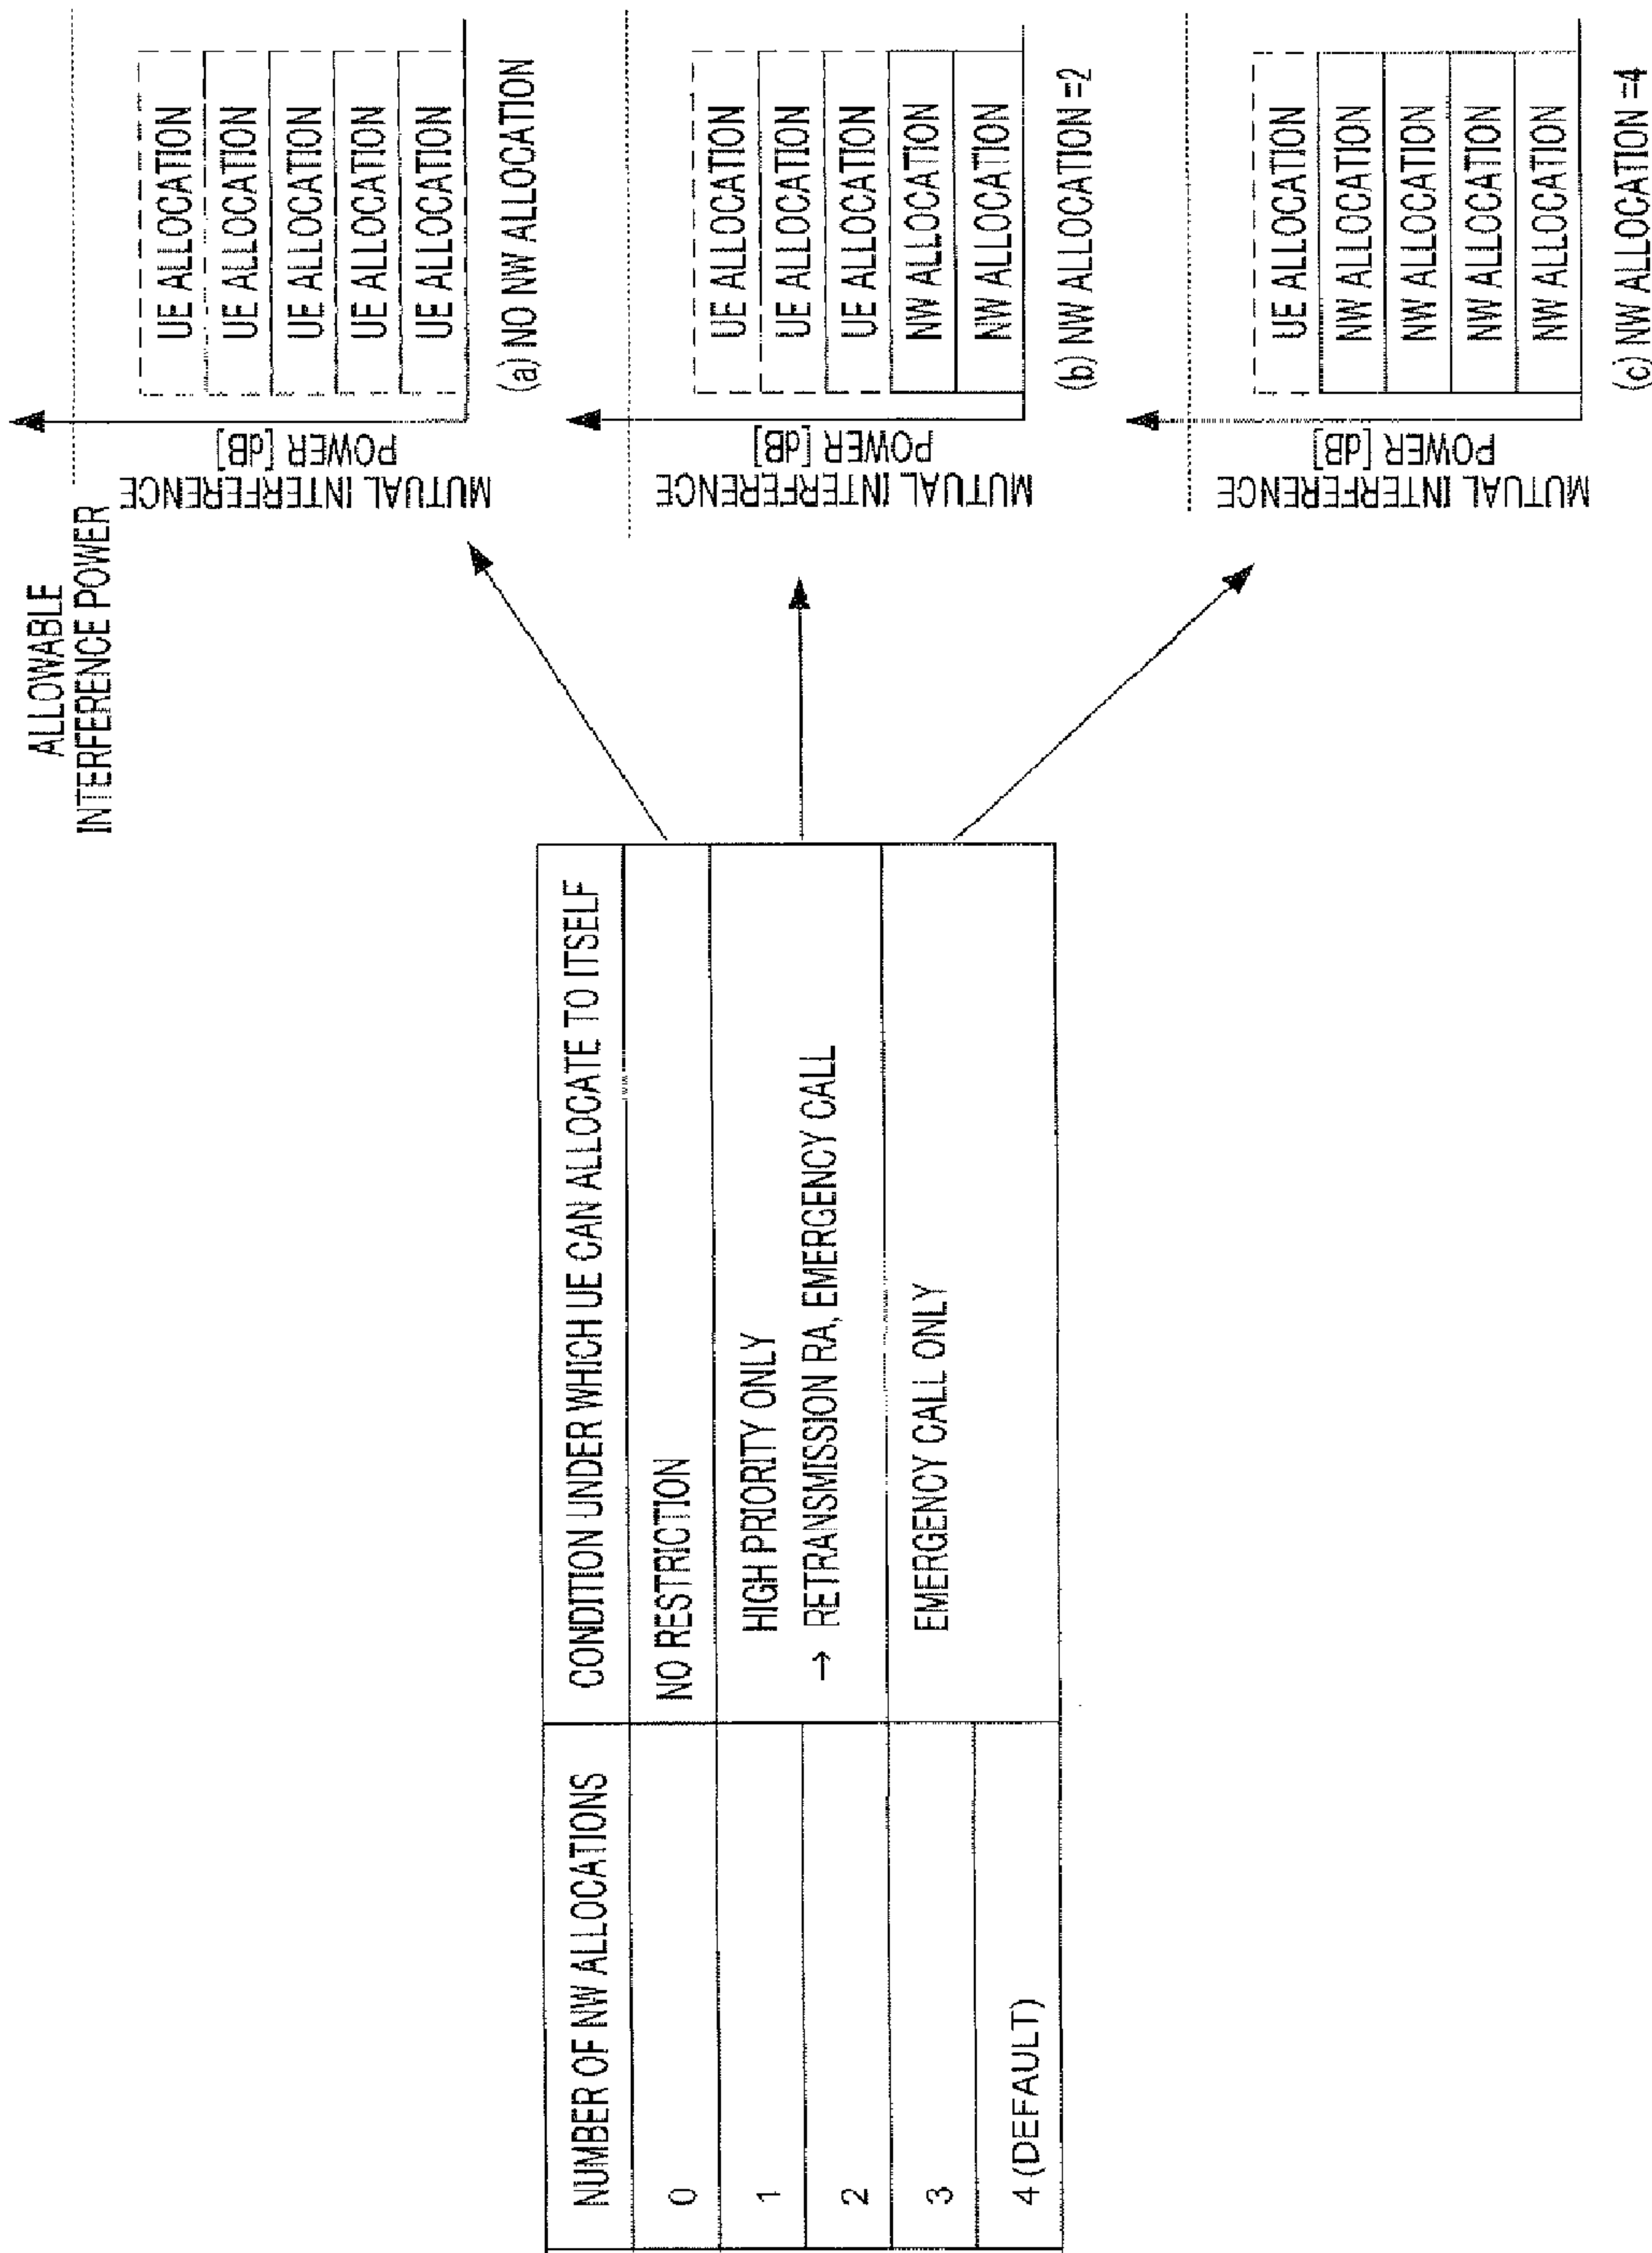 NUMBER OF NW ALLOCATIONS
CONDITION UNDER WHICH UE CAN ALLOCATE TO ITSELF
0
NO RESTRICTION
1
HIGH PRIORITY ONLY
2
→ RETRANSMISSION RA, EMERGENCY CALL
3
EMERGENCY CALL ONLY
4 (DEFAULT)
ALLOWABLE
INTERFERENCE POWER
MUTUAL INTERFERENCE
POWER [dB]
UE ALLOCATION
UE ALLOCATION
UE ALLOCATION
UE ALLOCATION
UE ALLOCATION
(a) NO NW ALLOCATION
MUTUAL INTERFERENCE
POWER [dB]
UE ALLOCATION
UE ALLOCATION
UE ALLOCATION
NW ALLOCATION
NW ALLOCATION
(b) NW ALLOCATION =2
MUTUAL INTERFERENCE
POWER [dB]
UE ALLOCATION
NW ALLOCATION
NW ALLOCATION
NW ALLOCATION
NW ALLOCATION
(c) NW ALLOCATION =4